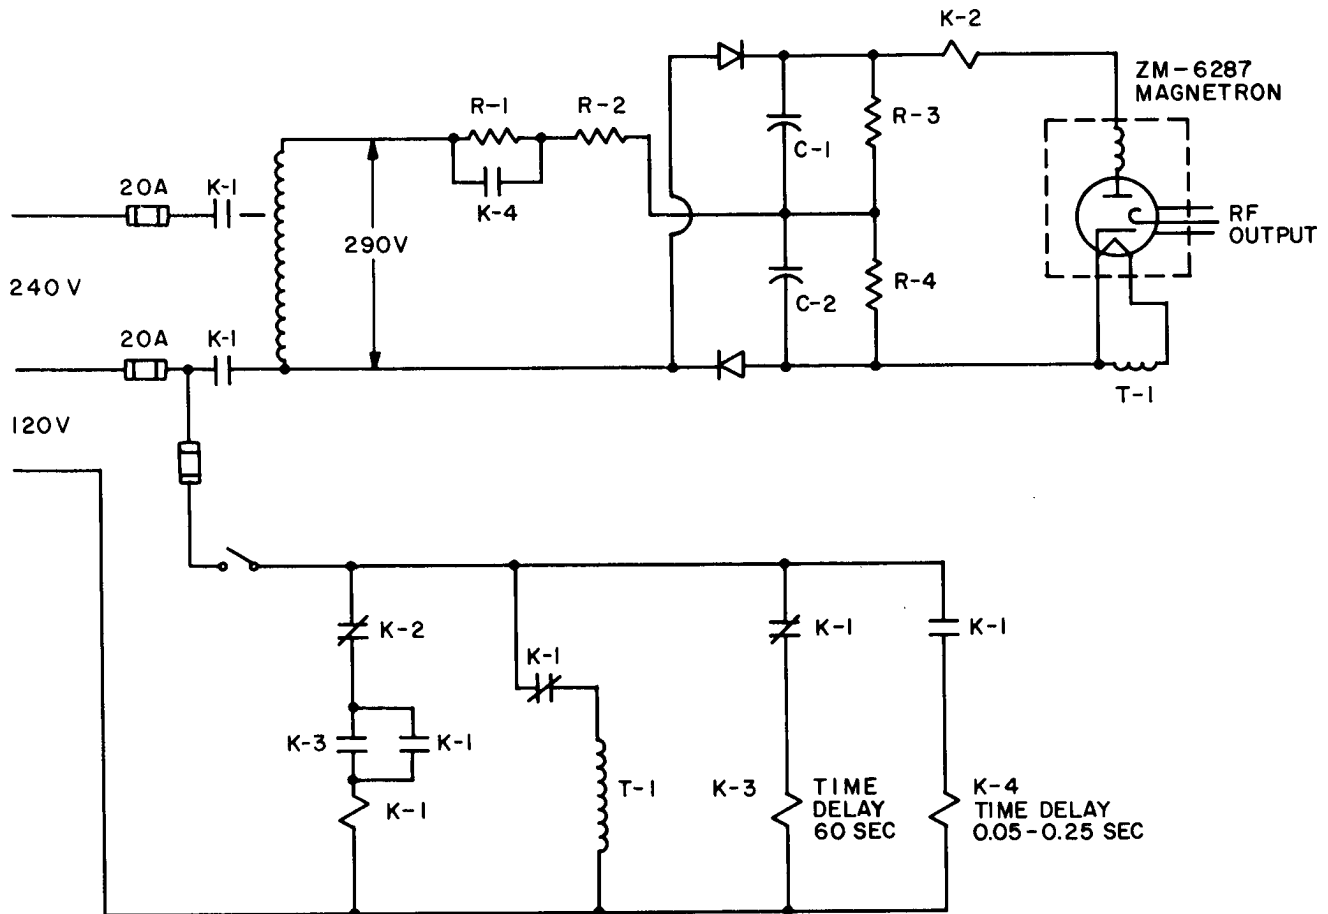 K-2
ZM-6287
MAGNETRON
R-1
R-2
R-3
C-1
K-4
20A
K-1
RF
OUTPUT
290V
240V
R-4
C-2
20A
K-1
T-1
120V
K-2
K-1
K-1
K-1
K-3
K-1
T-1
K-3
TIME
DELAY
60 SEC
K-4
TIME DELAY
0.05-0.25 SEC
K-1